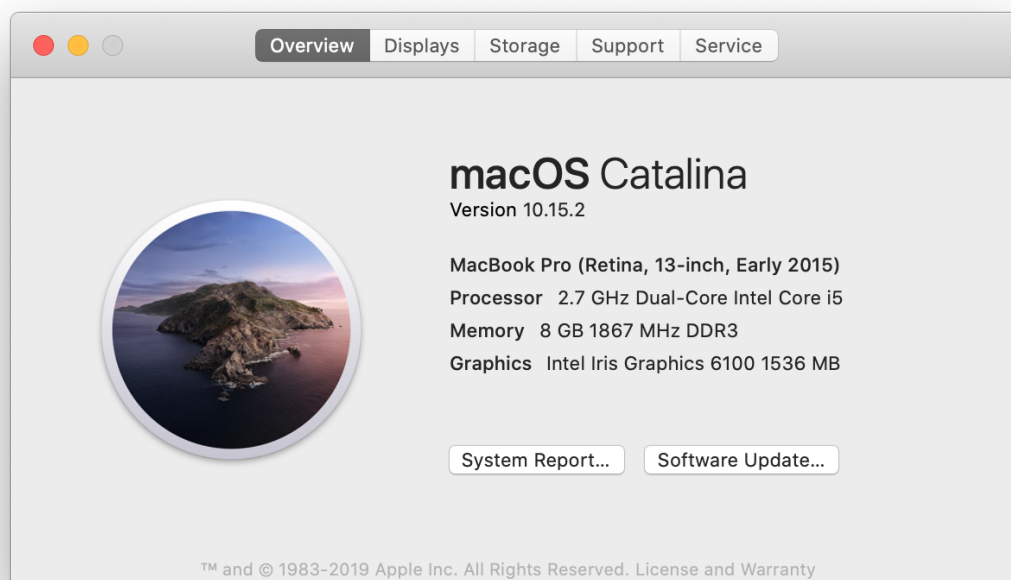 Overview Displays Storage Support Service
macOS Catalina
Version 10.15.2
MacBook Pro (Retina, 13-inch, Early 2015)
Processor 2.7 GHz Dual-Core Intel Core i5
Memory 8 GB 1867 MHz DDR3
Graphics Intel Iris Graphics 6100 1536 MB
System Report... Software Update...
™ and © 1983-2019 Apple Inc. All Rights Reserved. License and Warranty